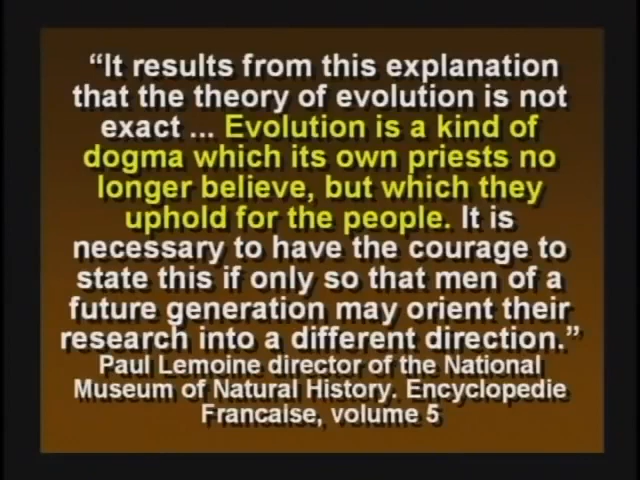 “It results from this explanation
that the theory of evolution is not
exact ... Evolution is a kind of
dogma which its own priests no
longer believe, but which they
uphold for the people. It is
necessary to have the courage to
state this if only so that men of a
future generation may orient their
research into a different direction.”
Paul Lemoine director of the National
Museum of Natural History. Encyclopedie
Francaise, volume 5